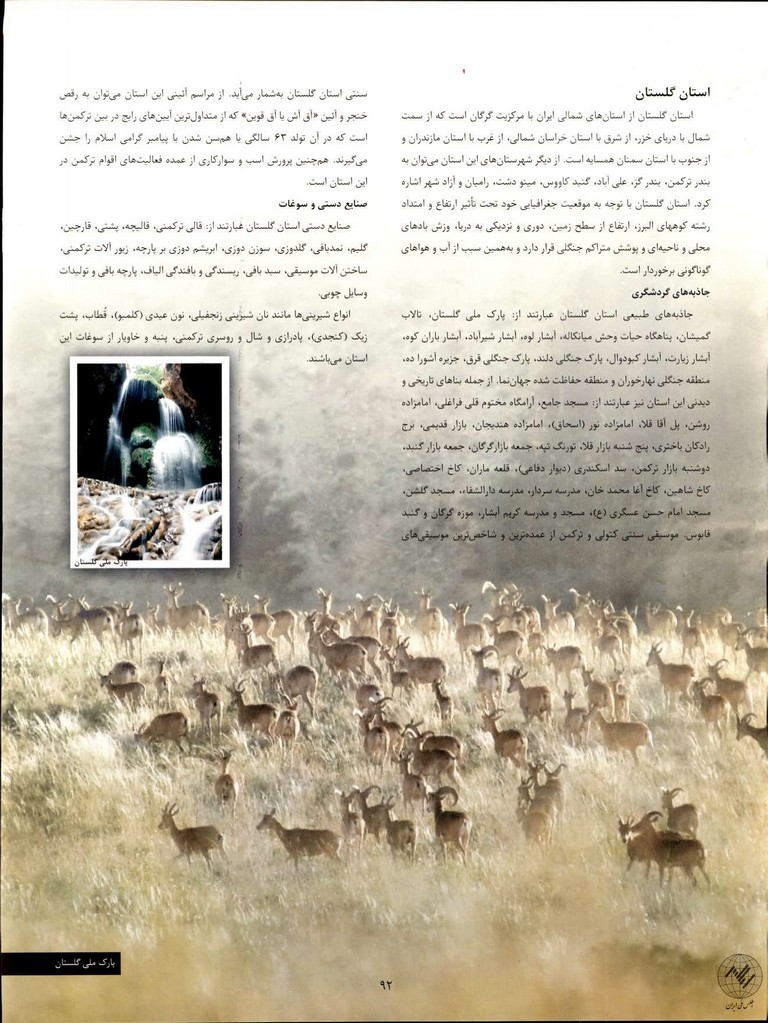 استان گلستان
استان گلستان از استان‌های شمالی ایران با مرکزیت گرگان است که از سمت
شمال با دریای خزر، از شرق با استان خراسان شمالی، از غرب با استان مازندران و
از جنوب با استان سمنان همسایه است. از دیگر شهرستان‌های این استان می‌توان به
بندر ترکمن، بندر گز، علی آباد، گنبد کاووس، مینو دشت، رامیان و آزاد شهر اشاره
کرد. استان گلستان با توجه به موقعیت جغرافیایی خود تحت تأثیر ارتفاع و امتداد
رشته کوههای البرز، ارتفاع از سطح زمین، دوری و نزدیکی به دریا، وزش بادهای
محلی و ناحیه‌ای و پوشش متراکم جنگلی قرار دارد و به‌همین سبب از آب و هواهای
گوناگونی برخوردار است.
جاذبه‌های گردشگری
جاذبه‌های طبیعی استان گلستان عبارتند از: پارک ملی گلستان، تالاب
گمیشان، پناهگاه حیات وحش میانکاله، آبشار لوه، آبشار شیرآباد، آبشار باران کوه،
آبشار زیارت، آبشار کبودوال، پارک جنگلی دلند، پارک جنگلی قرق، جزیره آشورا ده،
منطقه جنگلی نهارخوران و منطقه حفاظت شده جهان‌نما. از جمله بناهای تاریخی و
دیدنی این استان نیز عبارتند از: مسجد جامع، آرامگاه مختوم قلی فراغلی، امامزاده
روشن، پل آقا قلا، امامزاده نور (اسحاق)، امامزاده هندیجان، بازار قدیمی، برج
رادکان باختری، پنج شنبه بازار قلا، تورنگ تپه، جمعه بازارگرگان، جمعه بازار گنبد،
دوشنبه بازار ترکمن، سد اسکندری (دیوار دفاعی)، قلعه ماران، کاخ اختصاصی،
کاخ شاهین، کاخ آغا محمد خان، مدرسه سردار، مدرسه دارالشفاء، مسجد گلشن،
مسجد امام حسن عسگری (ع)، مسجد و مدرسه کریم آبشار، موزه گرگان و گنبد
قابوس. موسیقی سنتی کتولی و ترکمن از عمده‌ترین و شاخص‌ترین موسیقی‌های
سنتی استان گلستان به‌شمار می‌آید. از مراسم آئینی این استان می‌توان به رقص
خنجر و آئین «آق آش یا آق قوین» که از متداول‌ترین آیین‌های رایج در بین ترکمن‌ها
است که در آن تولد ۶۳ سالگی یا هم‌سن شدن با پیامبر گرامی اسلام را جشن
می‌گیرند. هم‌چنین پرورش اسب و سوارکاری از عمده فعالیت‌های اقوام ترکمن در
این استان است.
صنایع دستی و سوغات
صنایع دستی استان گلستان عبارتند از: قالی ترکمنی، قالیچه، پشتی، قارچین،
گلیم، نمدبافی، گلدوزی، سوزن دوزی، ابریشم دوزی بر پارچه، زیور آلات ترکمنی،
ساختن آلات موسیقی، سبد بافی، ریسندگی و بافندگی الیاف، پارچه بافی و تولیدات
وسایل چوبی.
انواع شیرینی‌ها مانند نان شیرینی زنجفیلی، نون عیدی (کلمبو)، قُطاب، پشت
زیک (کنجدی)، پادرازی و شال و روسری ترکمنی، پنبه و خاویار از سوغات این
استان می‌باشند.
پارک ملی گلستان
پارک ملی گلستان
۹۲